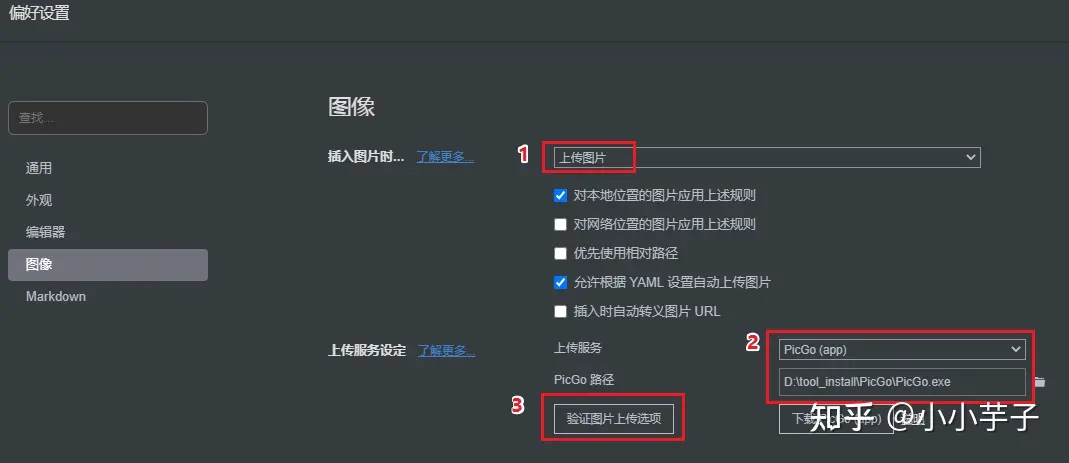 偏好设置
查找...
通用
外观
编辑器
图像
Markdown
图像
插入图片时... 了解更多... 1 上传图片
对本地位置的图片应用上述规则
对网络位置的图片应用上述规则
优先使用相对路径
允许根据 YAML 设置自动上传图片
插入时自动转义图片 URL
上传服务设定 了解更多... 上传服务 2 PicGo (app)
PicGo 路径 D:\tool_install\PicGo\PicGo.exe
3 验证图片上传选项 下载 (app)
知乎 @小小芋子